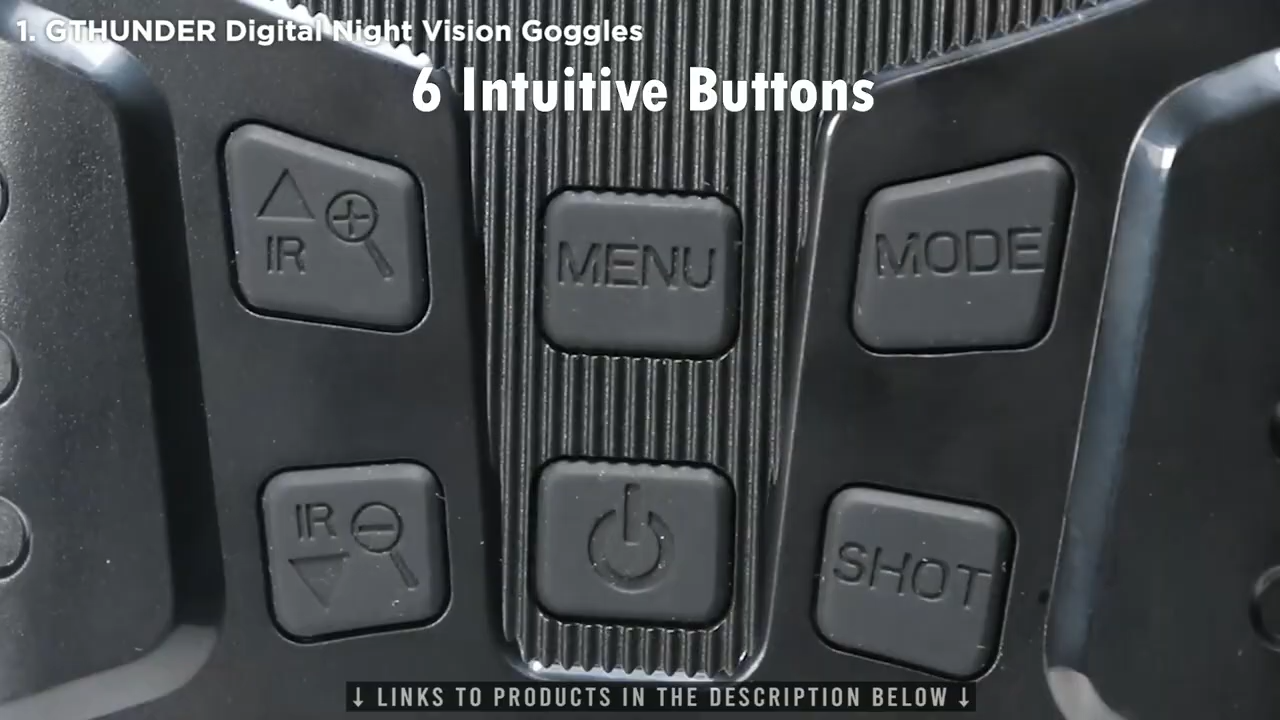 1. GTHUNDER Digital Night Vision Goggles
6 Intuitive Buttons
IR
MENU
MODE
IR
SHOT
↓ LINKS TO PRODUCTS IN THE DESCRIPTION BELOW ↓